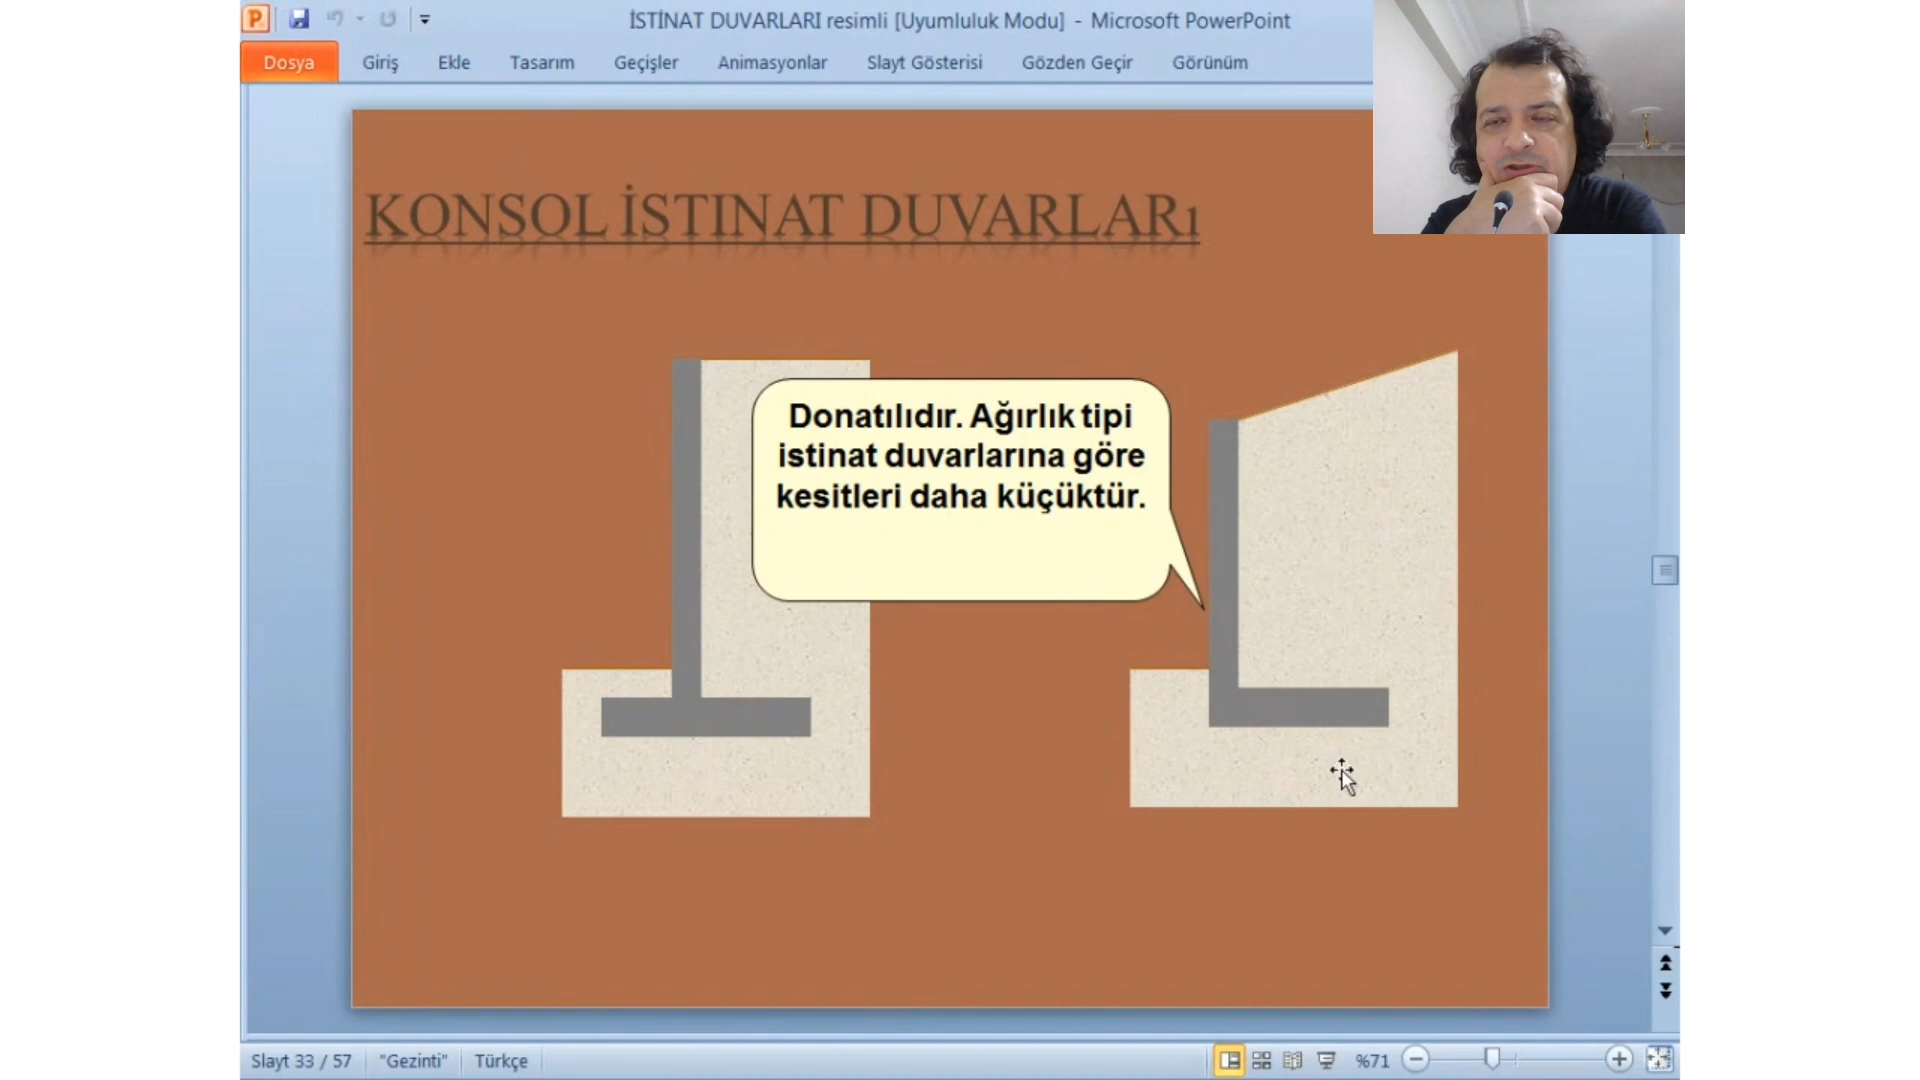 İSTİNAT DUVARLARI resimli [Uyumluluk Modu] - Microsoft PowerPoint
Dosya Giriş Ekle Tasarım Geçişler Animasyonlar Slayt Gösterisi Gözden Geçir Görünüm
KONSOL İSTINAT DUVARLARı
Donatılıdır. Ağırlık tipi
istinat duvarlarına göre
kesitleri daha küçüktür.
Slayt 33 / 57 "Gezinti" Türkçe %71